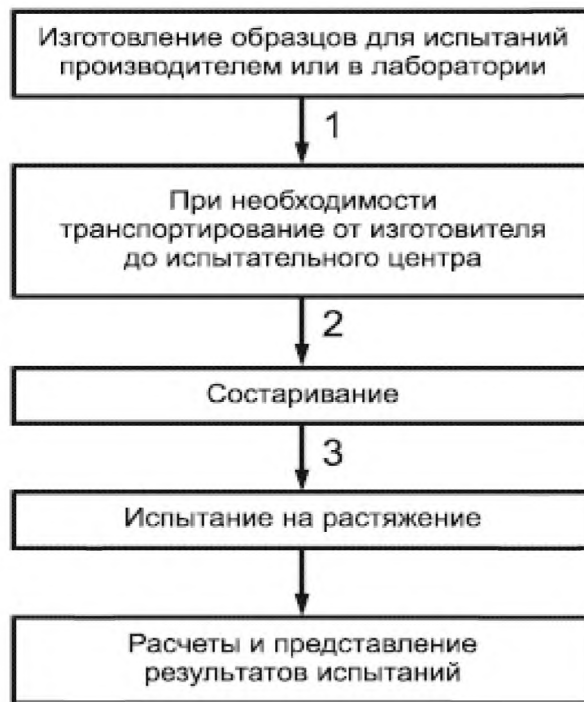 Изготовление образцов для испытаний
производителем или в лаборатории
1
При необходимости
транспортирование от изготовителя
до испытательного центра
2
Состаривание
3
Испытание на растяжение
Расчеты и представление
результатов испытаний